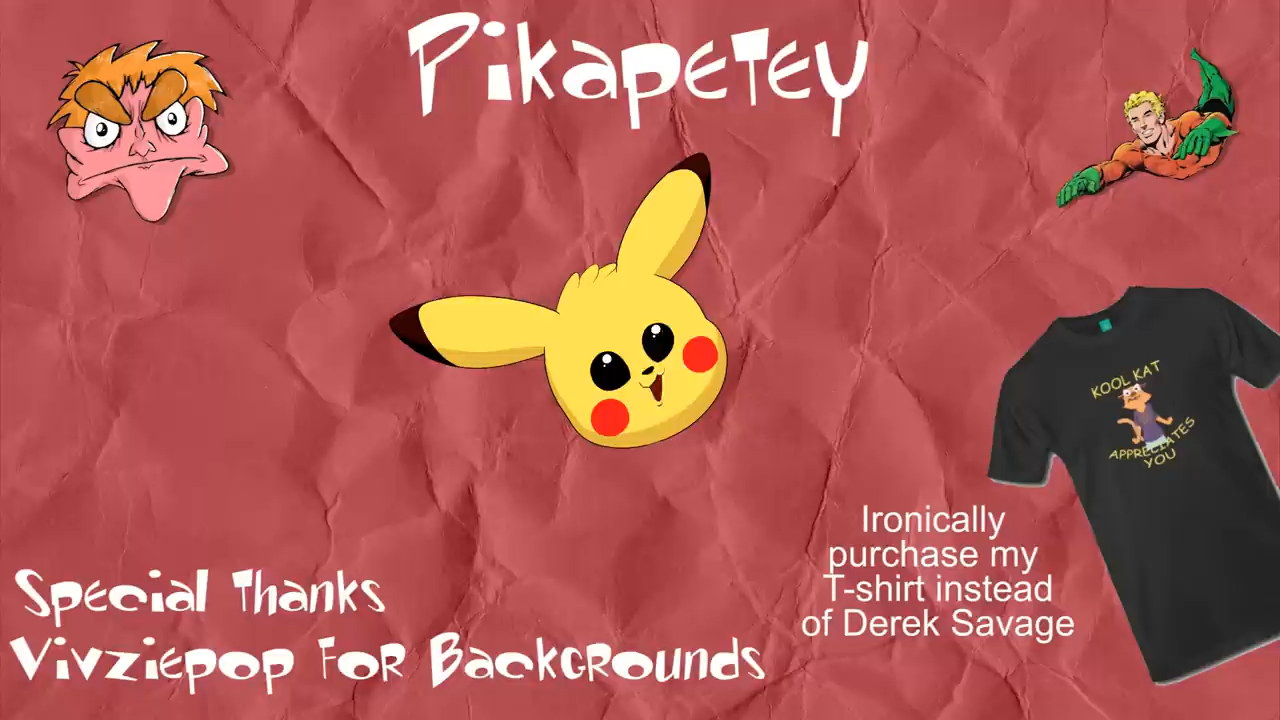 Pikapetey
KOOL KAT
APPRECIATES
YOU
Ironically
purchase my
T-shirt instead
of Derek Savage
Special Thanks
Vivziepop For Backgrounds